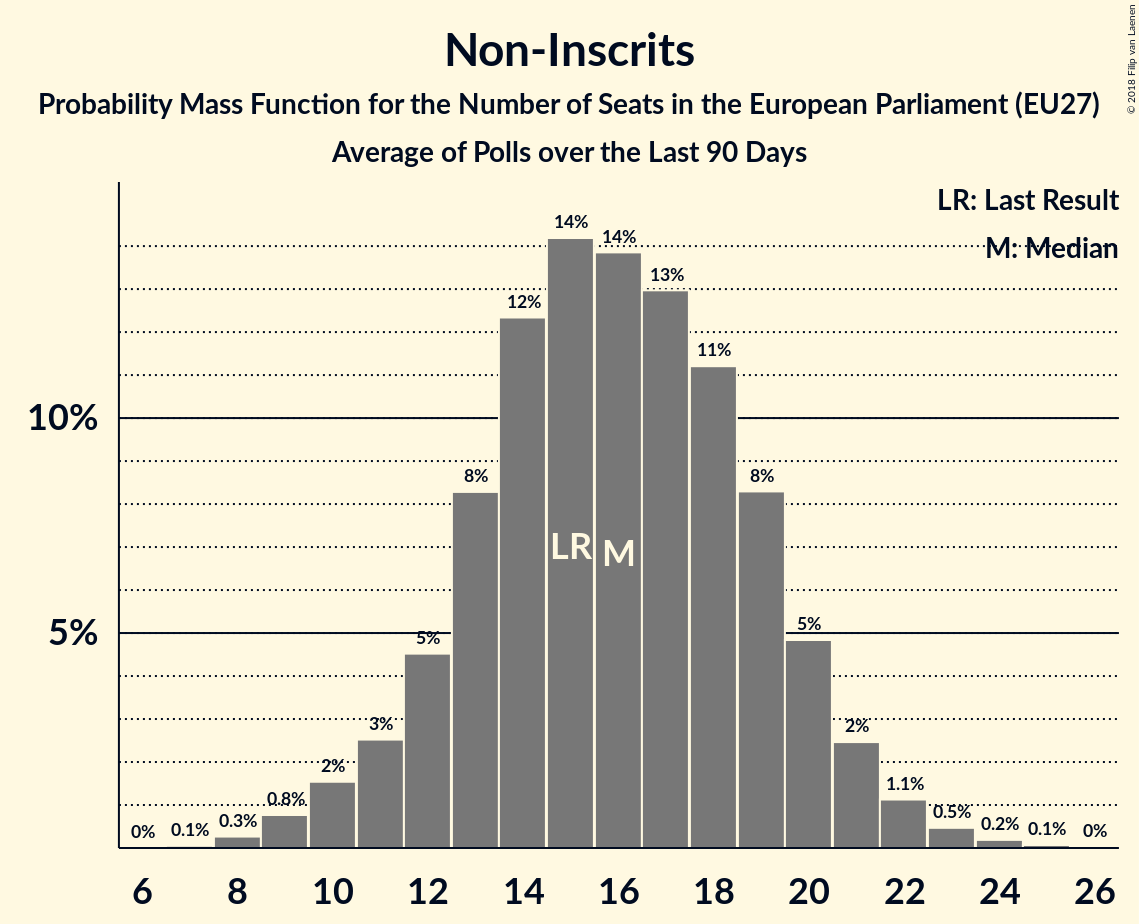 Non-Inscrits
Probability Mass Function for the Number of Seats in the European Parliament (EU27)
Average of Polls over the Last 90 Days
© 2018 Filip van Laenen
LR: Last Result
M: Median
10%
5%
0%
0.1%
0.3%
0.8%
2%
3%
5%
8%
12%
14%
14%
13%
11%
8%
5%
2%
1.1%
0.5%
0.2%
0.1%
0%
LR
M
6 8 10 12 14 16 18 20 22 24 26